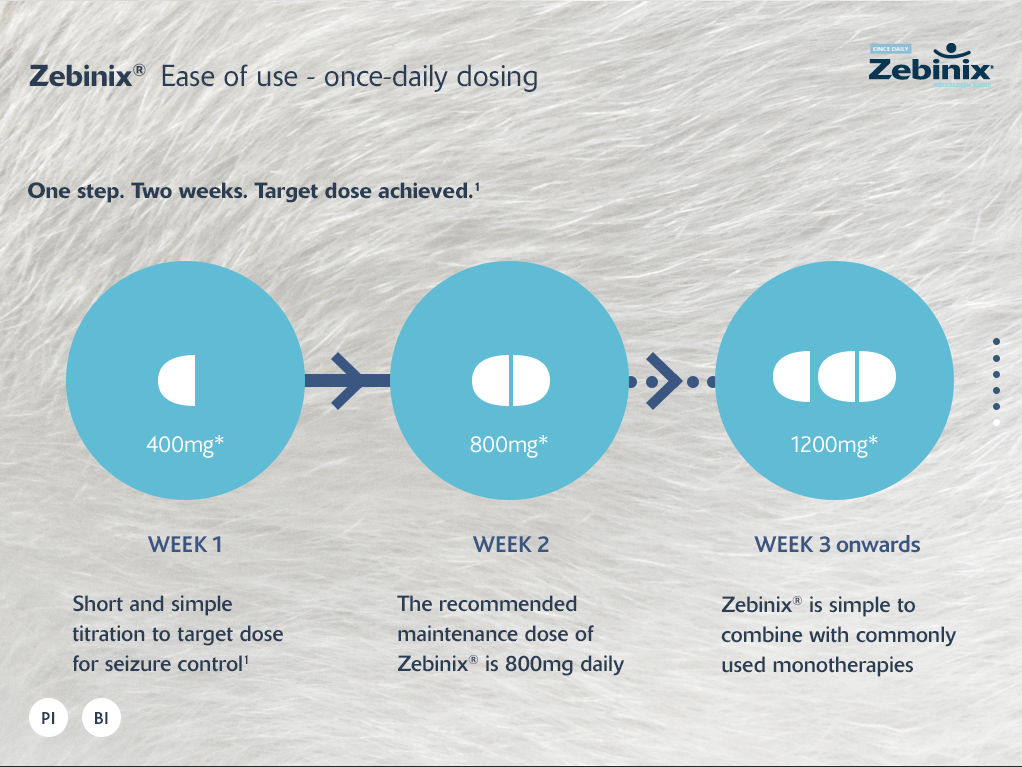 Zebinix® Ease of use - once-daily dosing
ONCE DAILY
Zebinix®
One step. Two weeks. Target dose achieved.¹
400mg*
800mg*
1200mg*
WEEK 1
WEEK 2
WEEK 3 onwards
Short and simple
titration to target dose
for seizure control¹
The recommended
maintenance dose of
Zebinix® is 800mg daily
Zebinix® is simple to
combine with commonly
used monotherapies
PI
BI